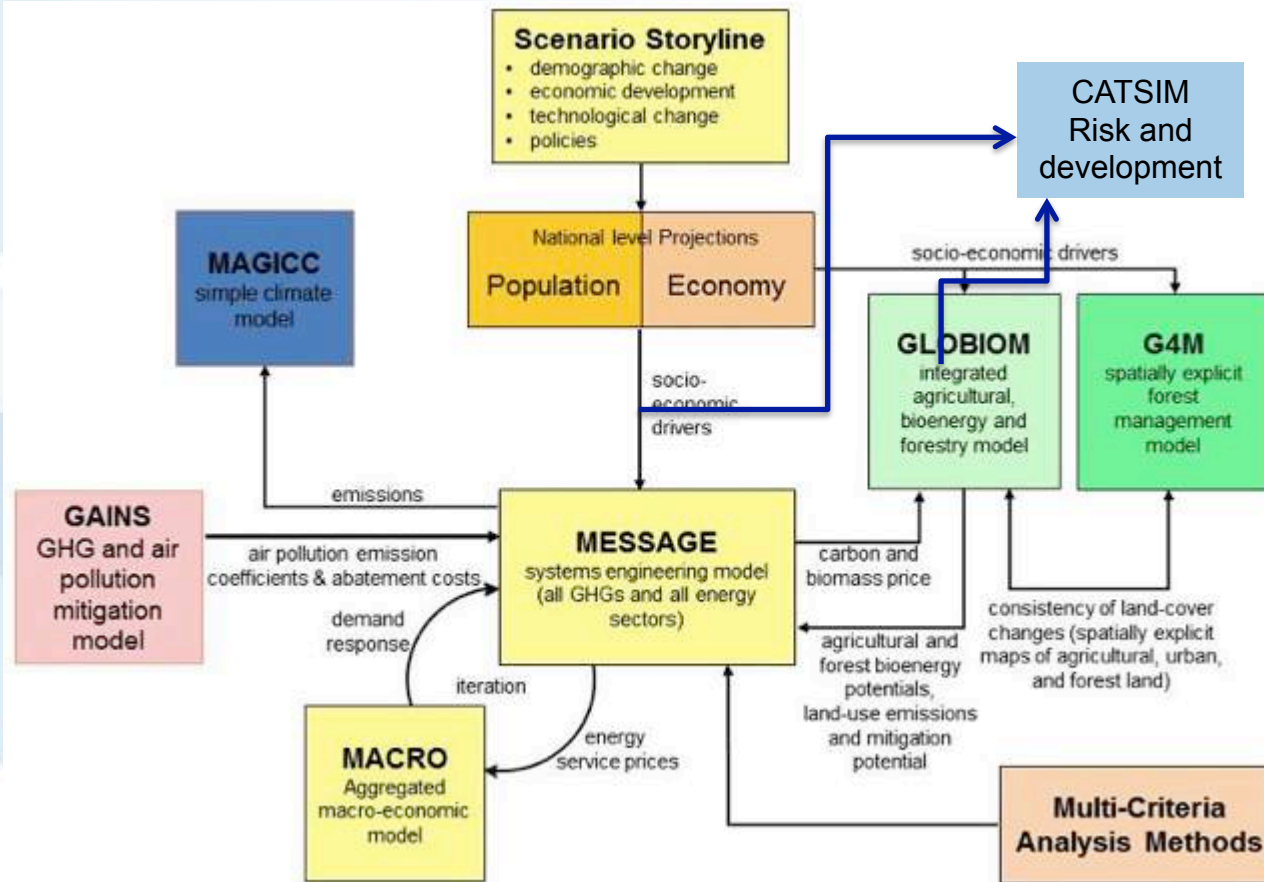 Scenario Storyline
• demographic change
• economic development
• technological change
• policies
CATSIM
Risk and
development
National level Projections
Population
Economy
MAGICC
simple climate
model
socio-economic drivers
GLOBIOM
integrated
agricultural,
bioenergy and
forestry model
G4M
spatially explicit
forest
management
model
socio-
economic
drivers
emissions
GAINS
GHG and air
pollution
mitigation
model
air pollution emission
coefficients & abatement costs
MESSAGE
systems engineering model
(all GHGs and all energy
sectors)
carbon and
biomass price
consistency of land-cover
changes (spatially explicit
maps of agricultural, urban,
and forest land)
demand
response
iteration
agricultural and
forest bioenergy
potentials,
land-use emissions
and mitigation
potential
energy
service prices
MACRO
Aggregated
macro-economic
model
Multi-Criteria
Analysis Methods